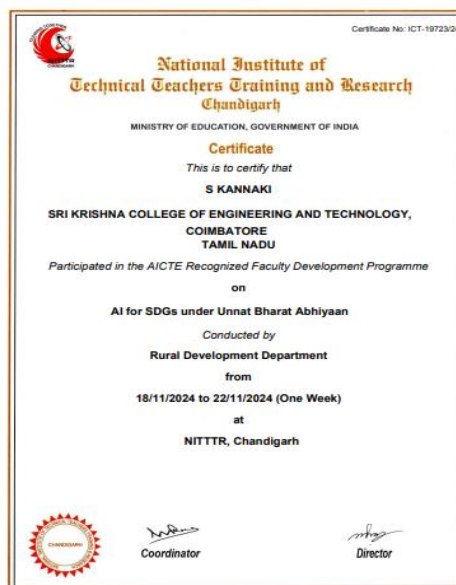 Certificate No: ICT-19723/2
NITTTR
CHANDIGARH
National Institute of
Technical Teachers Training and Research
Chandigarh
MINISTRY OF EDUCATION, GOVERNMENT OF INDIA
Certificate
This is to certify that
S KANNAKI
SRI KRISHNA COLLEGE OF ENGINEERING AND TECHNOLOGY,
COIMBATORE
TAMIL NADU
Participated in the AICTE Recognized Faculty Development Programme
on
AI for SDGs under Unnat Bharat Abhiyaan
Conducted by
Rural Development Department
from
18/11/2024 to 22/11/2024 (One Week)
at
NITTTR, Chandigarh
CHANDIGARH
Coordinator
Director